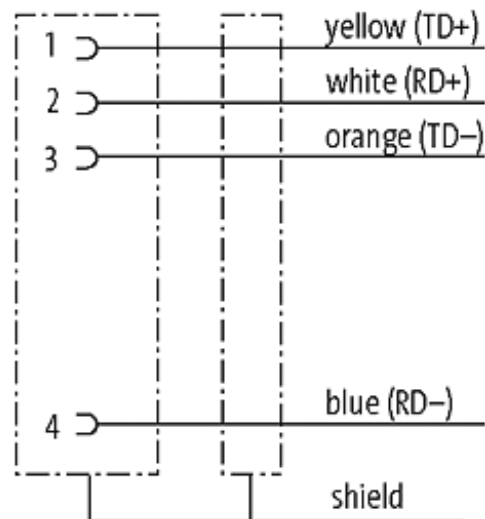 1 yellow (TD+)
2 white (RD+)
3 orange (TD–)
4 blue (RD–)
shield